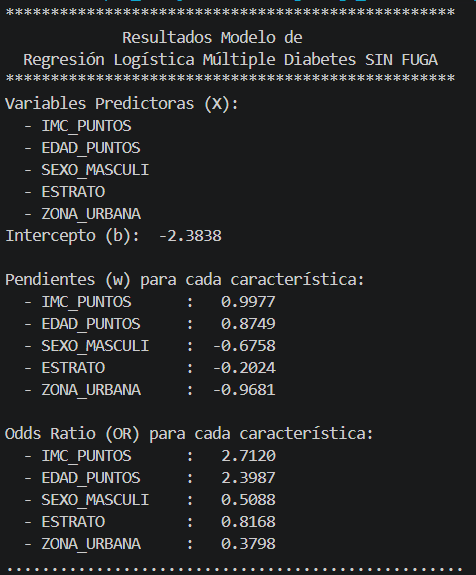 **************************************************
Resultados Modelo de
Regresión Logística Múltiple Diabetes SIN FUGA
**************************************************
Variables Predictoras (X):
- IMC_PUNTOS
- EDAD_PUNTOS
- SEXO_MASCULI
- ESTRATO
- ZONA_URBANA
Intercepto (b):  -2.3838
Pendientes (w) para cada característica:
- IMC_PUNTOS      :   0.9977
- EDAD_PUNTOS     :   0.8749
- SEXO_MASCULI    :  -0.6758
- ESTRATO         :  -0.2024
- ZONA_URBANA     :  -0.9681
Odds Ratio (OR) para cada característica:
- IMC_PUNTOS      :   2.7120
- EDAD_PUNTOS     :   2.3987
- SEXO_MASCULI    :   0.5088
- ESTRATO         :   0.8168
- ZONA_URBANA     :   0.3798
...................................................